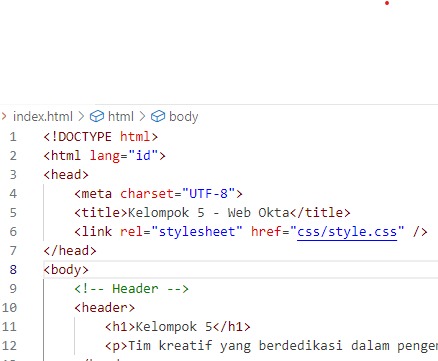 index.html > html > body
1 <!DOCTYPE html>
2 <html lang="id">
3 <head>
4 <meta charset="UTF-8">
5 <title>Kelompok 5 - Web Okta</title>
6 <link rel="stylesheet" href="css/style.css" />
7 </head>
8 <body>
9 <!-- Header -->
10 <header>
11 <h1>Kelompok 5</h1>
12 <p>Tim kreatif yang berdedikasi dalam